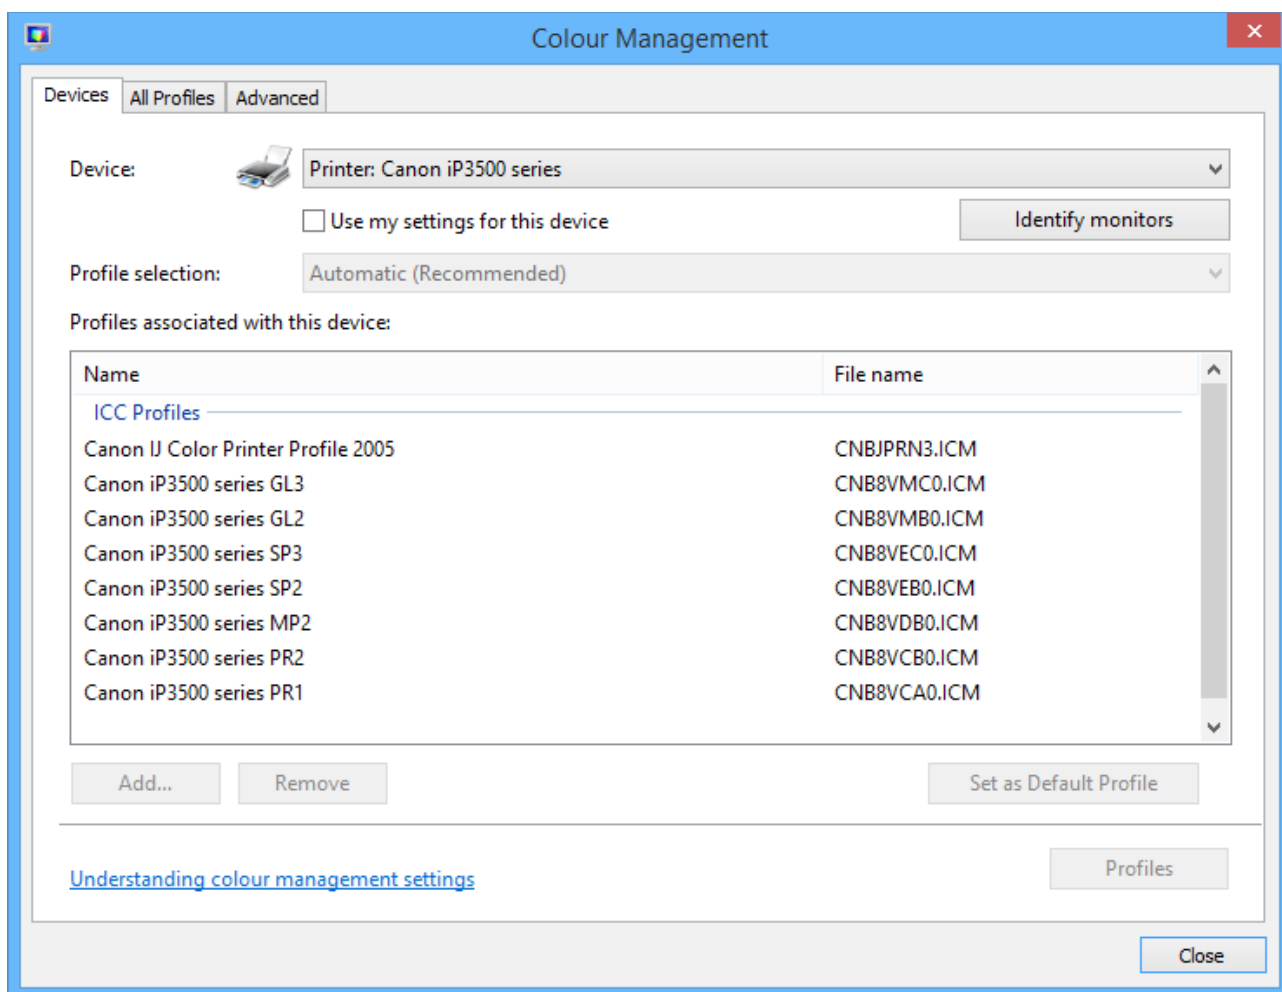 Colour Management
Devices All Profiles Advanced
Device: Printer: Canon iP3500 series
Use my settings for this device Identify monitors
Profile selection: Automatic (Recommended)
Profiles associated with this device:
Name File name
ICC Profiles
Canon IJ Color Printer Profile 2005 CNBJPRN3.ICM
Canon iP3500 series GL3 CNB8VMC0.ICM
Canon iP3500 series GL2 CNB8VMB0.ICM
Canon iP3500 series SP3 CNB8VEC0.ICM
Canon iP3500 series SP2 CNB8VEB0.ICM
Canon iP3500 series MP2 CNB8VDB0.ICM
Canon iP3500 series PR2 CNB8VCB0.ICM
Canon iP3500 series PR1 CNB8VCA0.ICM
Add... Remove Set as Default Profile
Understanding colour management settings Profiles
Close